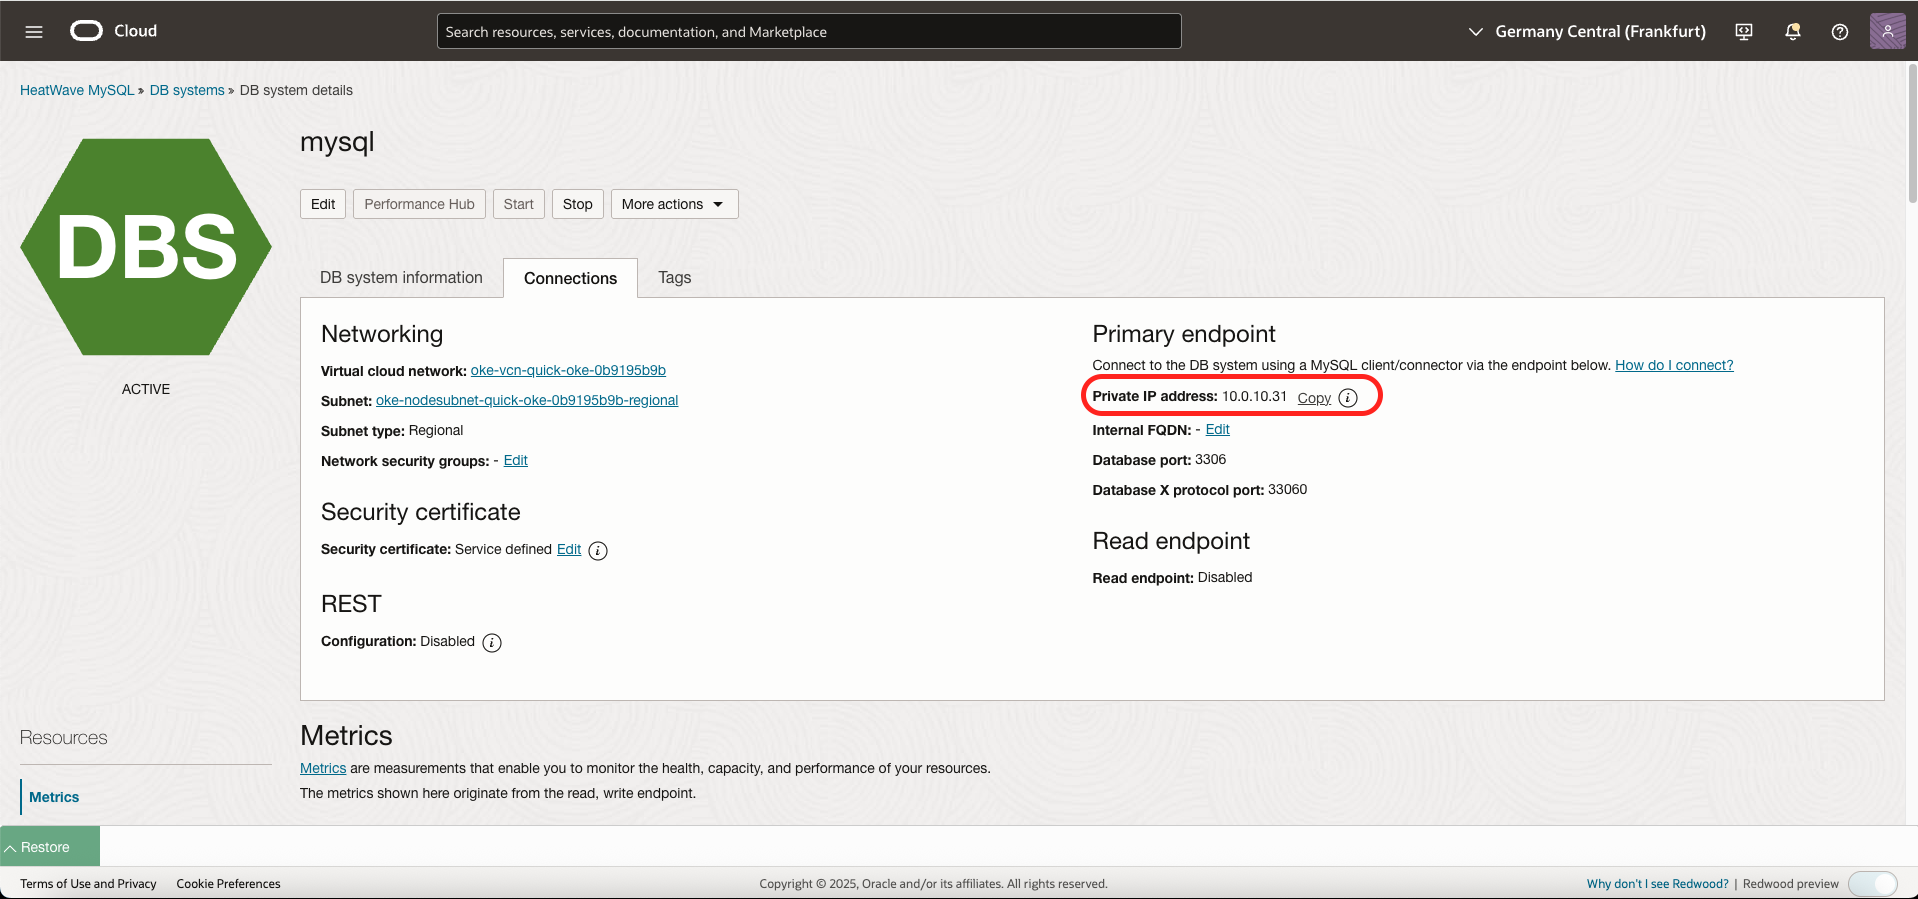 Cloud
Search resources, services, documentation, and Marketplace
Germany Central (Frankfurt)
HeatWave MySQL » DB systems » DB system details
DBS
ACTIVE
mysql
Edit
Performance Hub
Start
Stop
More actions
DB system information
Connections
Tags
Networking
Virtual cloud network: oke-vcn-quick-oke-0b9195b9b
Subnet: oke-nodesubnet-quick-oke-0b9195b9b-regional
Subnet type: Regional
Network security groups: - Edit
Security certificate
Security certificate: Service defined Edit i
REST
Configuration: Disabled i
Primary endpoint
Connect to the DB system using a MySQL client/connector via the endpoint below. How do I connect?
Private IP address: 10.0.10.31 Copy i
Internal FQDN: - Edit
Database port: 3306
Database X protocol port: 33060
Read endpoint
Read endpoint: Disabled
Resources
Metrics
Metrics
Metrics are measurements that enable you to monitor the health, capacity, and performance of your resources.
The metrics shown here originate from the read, write endpoint.
Restore
Terms of Use and Privacy
Cookie Preferences
Copyright © 2025, Oracle and/or its affiliates. All rights reserved.
Why don't I see Redwood? | Redwood preview